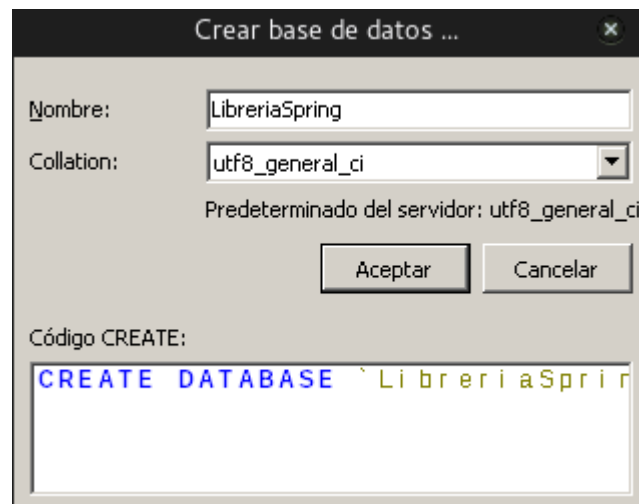 Crear base de datos ...
Nombre: LibreriaSpring
Collation: utf8_general_ci
Predeterminado del servidor: utf8_general_ci
Aceptar Cancelar
Código CREATE:
CREATE DATABASE `LibreriaSprin